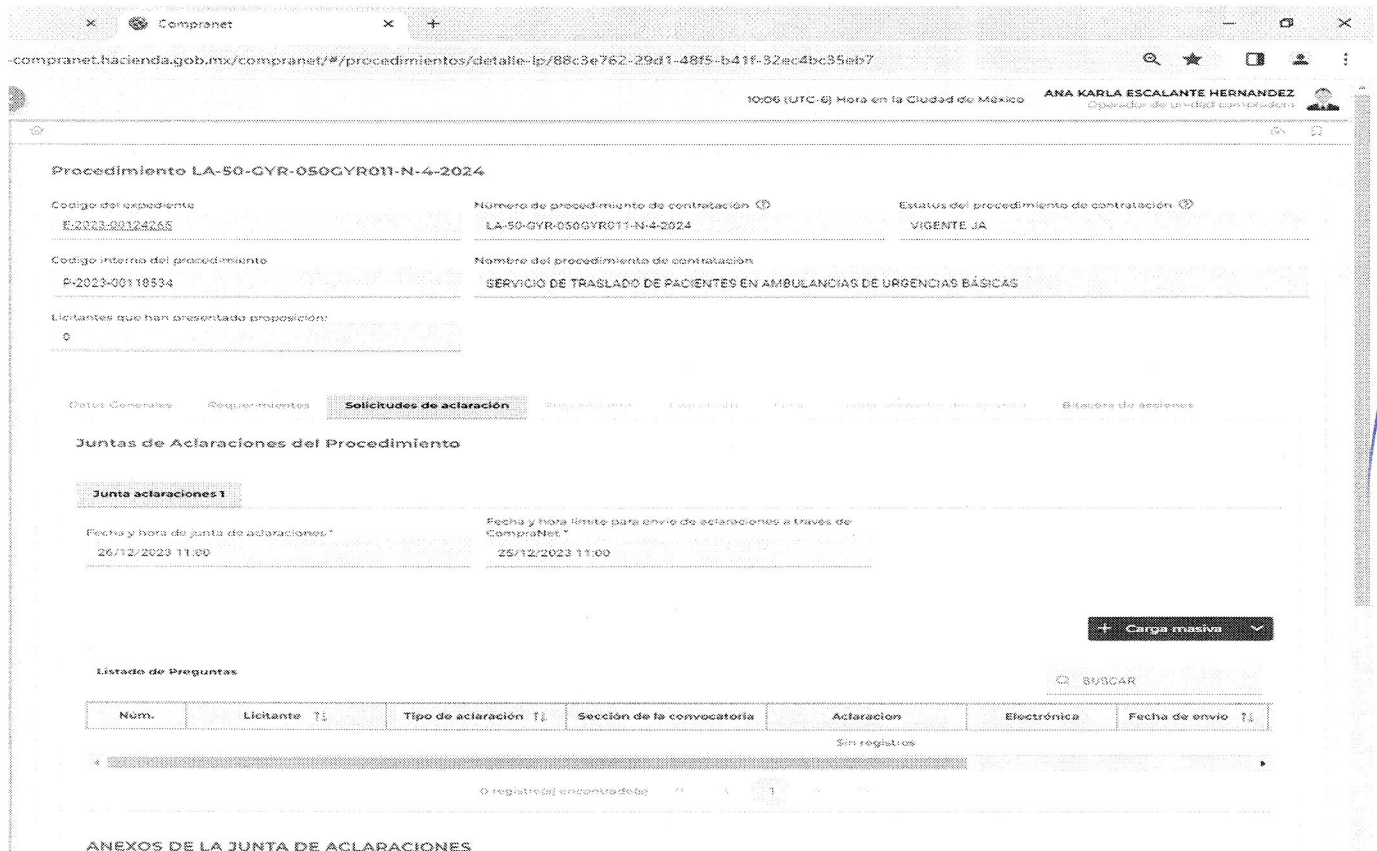 Compranet
-compranet.hacienda.gob.mx/compranet/#/procedimientos/detalle-lp/88c3e762-29d1-48f5-b41f-32ec4bc35eb7
10:06 (UTC-6) Hora en la Ciudad de México
ANA KARLA ESCALANTE HERNANDEZ
Operador de unidad compradora
Procedimiento LA-50-GYR-050GYR011-N-4-2024
Codigo del expediente
Número de procedimiento de contratación
Estatus del procedimiento de contratación
E-2023-00124265
LA-50-GYR-050GYR011-N-4-2024
VIGENTE JA
Codigo interno del procedimiento
Nombre del procedimiento de contratación
P-2023-00118534
SERVICIO DE TRASLADO DE PACIENTES EN AMBULANCIAS DE URGENCIAS BÁSICAS
Licitantes que han presentado proposición:
0
Datos Generales Requerimientos Solicitudes de aclaración Bitácora de acciones
Juntas de Aclaraciones del Procedimiento
Junta aclaraciones 1
Fecha y hora de junta de aclaraciones *
Fecha y hora límite para envío de aclaraciones a través de
CompraNet *
26/12/2023 11:00
25/12/2023 11:00
+ Carga masiva
Listado de Preguntas
BUSCAR
Núm. Licitante Tipo de aclaración Sección de la convocatoria Aclaracion Electrónica Fecha de envío
Sin registros
0 registro(s) encontrado(s) 1
ANEXOS DE LA JUNTA DE ACLARACIONES